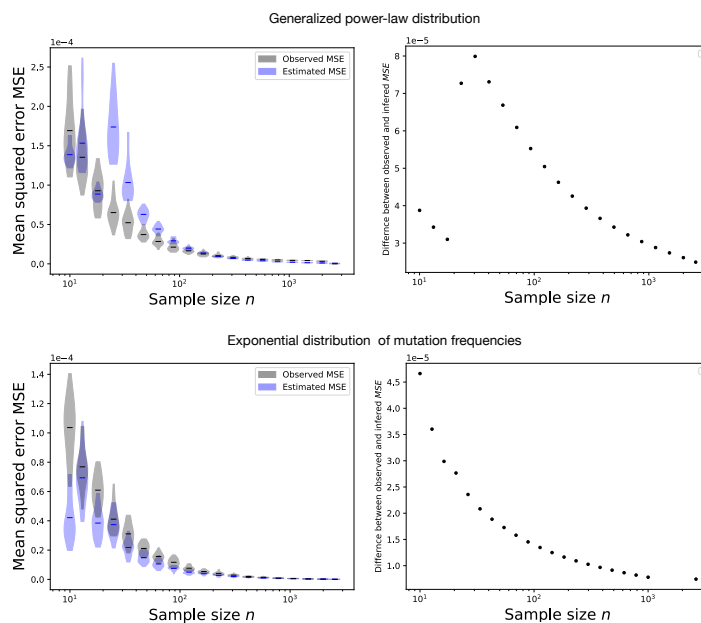 Generalized power-law distribution
1e−4
Mean squared error MSE
2.5
2.0
1.5
1.0
0.5
0.0
Observed MSE
Estimated MSE
10¹ 10² 10³
Sample size n
1e−5
Differnce between observed and infered MSE
8
7
6
5
4
3
10¹ 10² 10³
Sample size n
Exponential distribution of mutation frequencies
1e−4
Mean squared error MSE
1.4
1.2
1.0
0.8
0.6
0.4
0.2
0.0
Observed MSE
Estimated MSE
10¹ 10² 10³
Sample size n
1e−5
Differnce between observed and infered MSE
4.5
4.0
3.5
3.0
2.5
2.0
1.5
1.0
10¹ 10² 10³
Sample size n